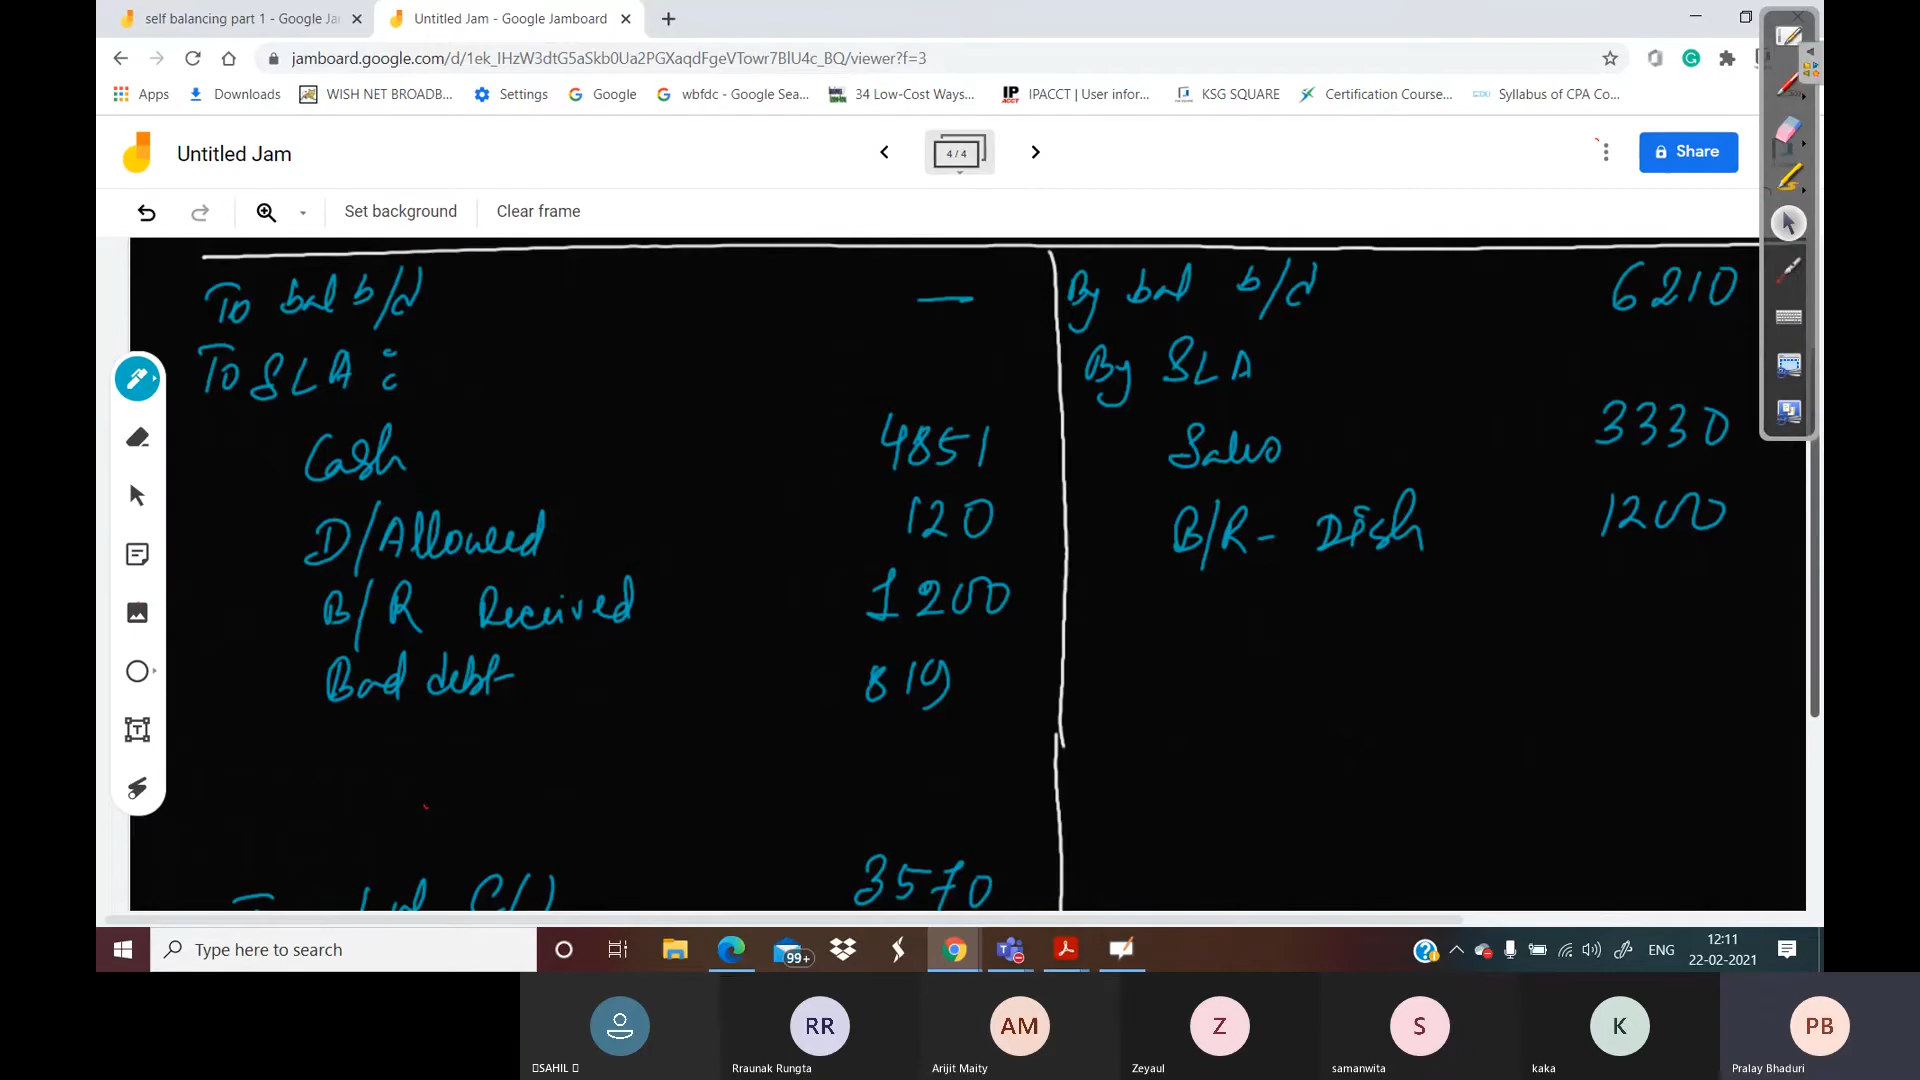 self balancing part 1 - Google Ja
Untitled Jam - Google Jamboard
jamboard.google.com/d/1ek_IHzW3dtG5aSkb0Ua2PGXaqdFgeVTowr7BlU4c_BQ/viewer?f=3
Apps
Downloads
WISH NET BROADB...
Settings
Google
wbfdc - Google Sea...
34 Low-Cost Ways...
IP ACCT
IPACCT | User infor...
KSG SQUARE
Certification Course...
Syllabus of CPA Co...
Untitled Jam
4 / 4
Share
Set background
Clear frame
To bal b/d —
By bal b/d 6210
To SLA :
By SLA
Cash 4851
Sales 3330
D/Allowed 120
B/R - Dish 1200
B/R Received 1200
Bad debt 819
3570
Type here to search
99+
ENG
12:11
22-02-2021
RR
AM
Z
S
K
PB
SAHIL
Rraunak Rungta
Arijit Maity
Zeyaul
samanwita
kaka
Pralay Bhaduri